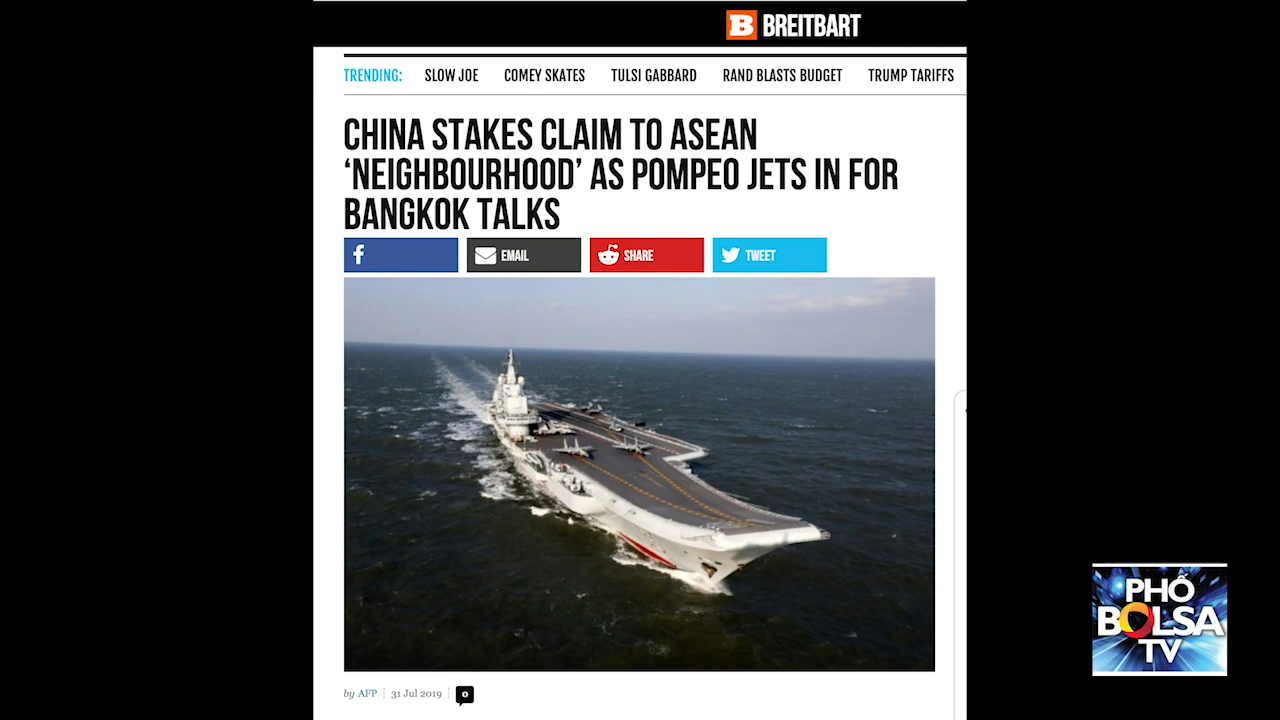 B BREITBART
TRENDING: SLOW JOE COMEY SKATES TULSI GABBARD RAND BLASTS BUDGET TRUMP TARIFFS
CHINA STAKES CLAIM TO ASEAN
‘NEIGHBOURHOOD’ AS POMPEO JETS IN FOR
BANGKOK TALKS
f EMAIL SHARE TWEET
by AFP 31 Jul 2019 0
PHỐ
BOLSA
TV